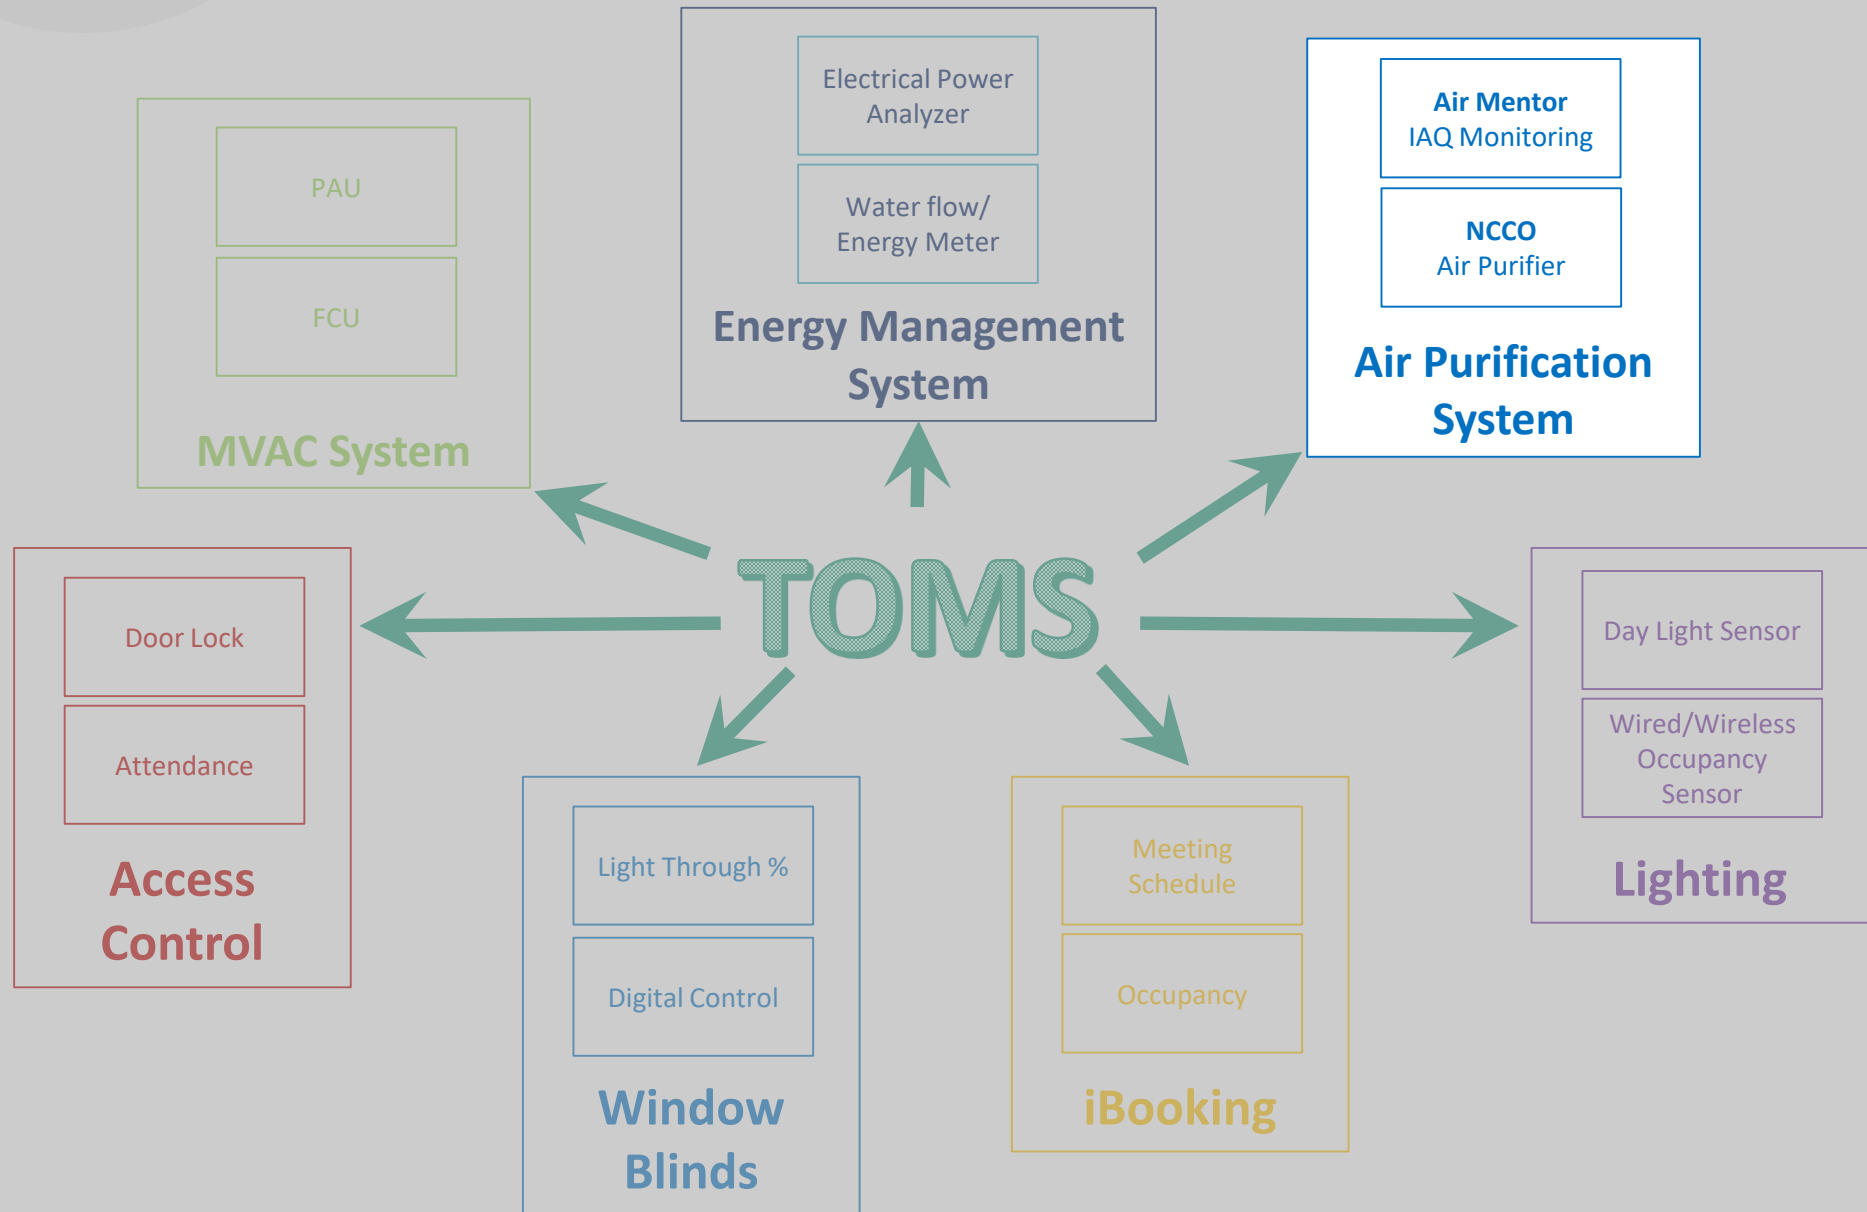 Electrical Power
Analyzer
Water flow/
Energy Meter
Energy Management
System
Air Mentor
IAQ Monitoring
NCCO
Air Purifier
Air Purification
System
PAU
FCU
MVAC System
TOMS
Door Lock
Attendance
Access
Control
Day Light Sensor
Wired/Wireless
Occupancy
Sensor
Lighting
Light Through %
Digital Control
Window
Blinds
Meeting
Schedule
Occupancy
iBooking